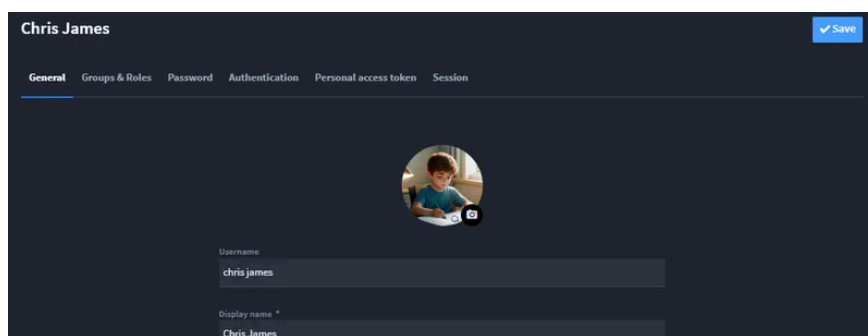 Chris James
Save
General Groups & Roles Password Authentication Personal access token Session
Username
chris james
Display name *
Chris James